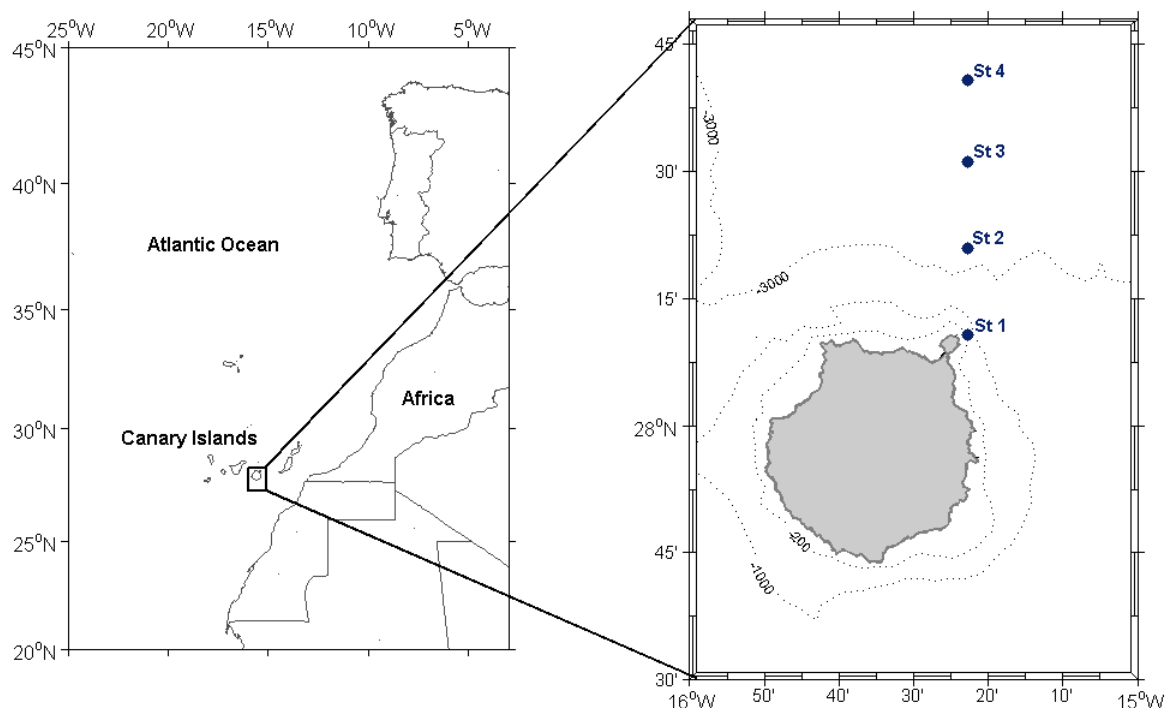 25°W 20°W 15°W 10°W 5°W
45°N
40°N
35°N
30°N
25°N
20°N
Atlantic Ocean
Africa
Canary Islands
45'
30'
15'
28°N
45'
30'
16°W 50' 40' 30' 20' 10' 15°W
St 4
St 3
St 2
St 1
-3000
-3000
-200
-1000